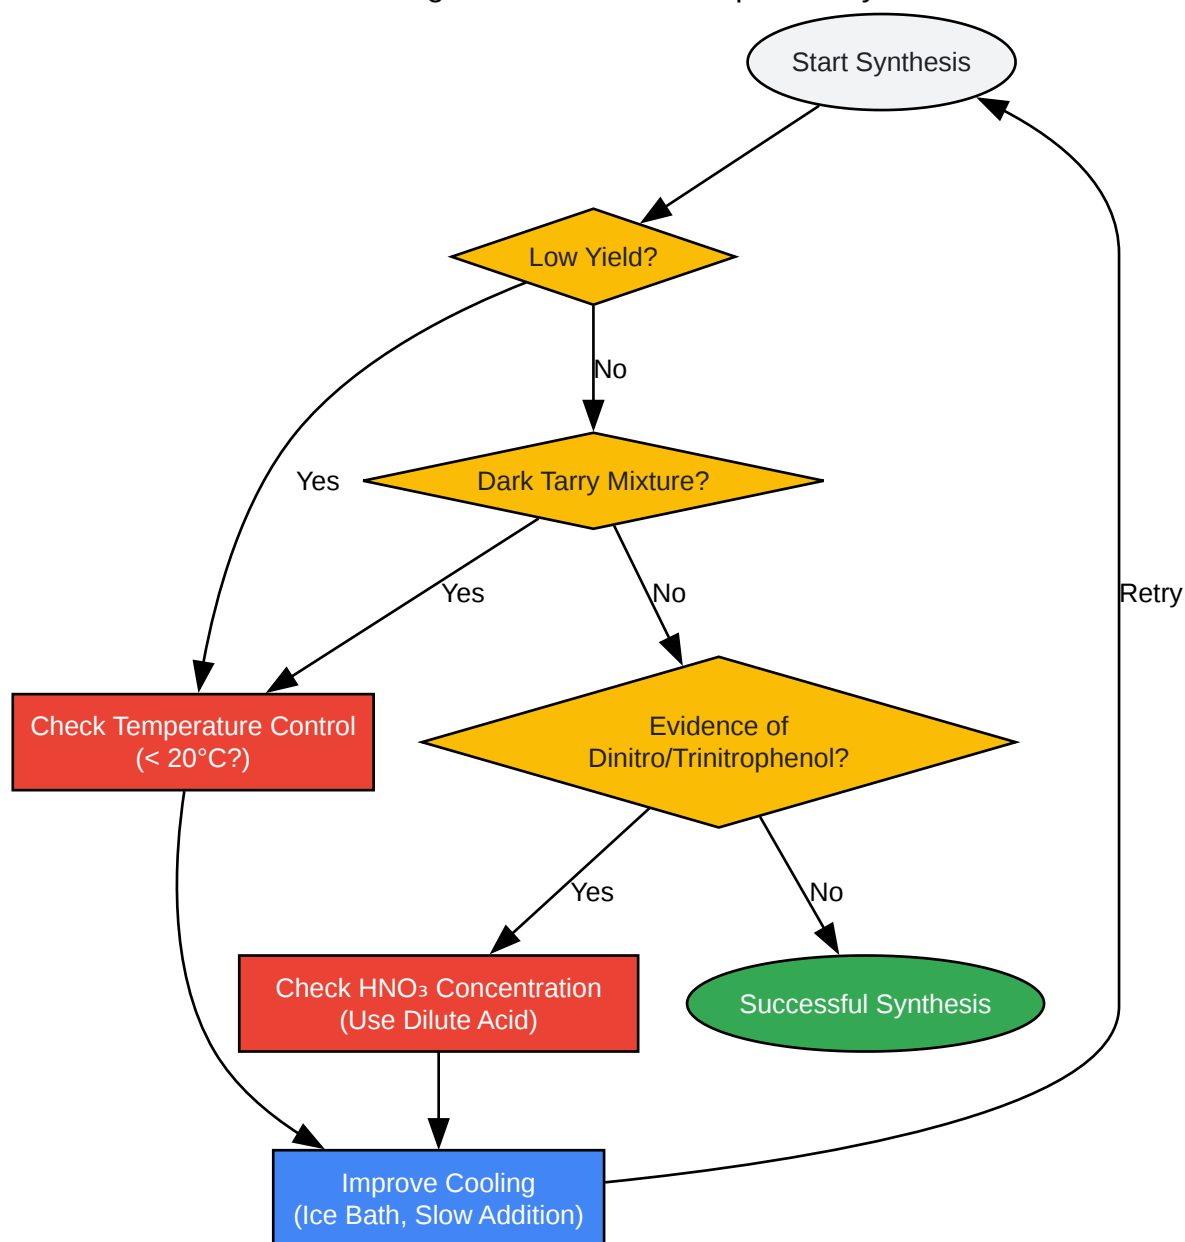 Start Synthesis
Low Yield?
No
Yes
Dark Tarry Mixture?
Yes
No
Retry
Check Temperature Control
(< 20°C?)
Evidence of
Dinitro/Trinitrophenol?
Yes
No
Check HNO₃ Concentration
(Use Dilute Acid)
Successful Synthesis
Improve Cooling
(Ice Bath, Slow Addition)